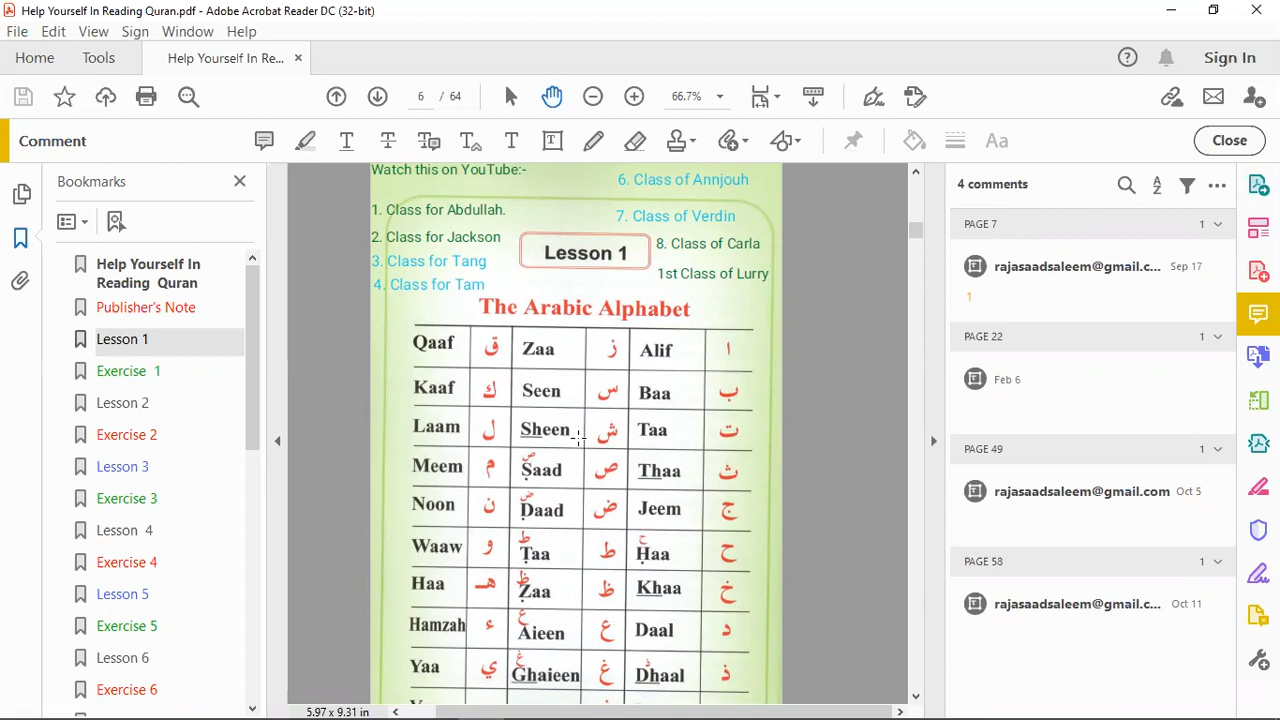 Help Yourself In Reading Quran.pdf - Adobe Acrobat Reader DC (32-bit)
File Edit View Sign Window Help
Home Tools Help Yourself In Re...
Sign In
6 / 64
66.7%
Comment
Close
Bookmarks
Help Yourself In
Reading Quran
Publisher's Note
Lesson 1
Exercise 1
Lesson 2
Exercise 2
Lesson 3
Exercise 3
Lesson 4
Exercise 4
Lesson 5
Exercise 5
Lesson 6
Exercise 6
Watch this on YouTube:-
1. Class for Abdullah.
2. Class for Jackson
3. Class for Tang
4. Class for Tam
6. Class of Annjouh
7. Class of Verdin
8. Class of Carla
1st Class of Lurry
Lesson 1
The Arabic Alphabet
Qaaf ق Zaa ز Alif ا
Kaaf ك Seen س Baa ب
Laam ل Sheen ش Taa ت
Meem م Ṣaad ص ص Thaa ث
Noon ن Ḍaad ض ض Jeem ج
Waaw و Ṭaa ط ط Ḥaa ح ح
Haa هـ Ẓaa ظ ظ Khaa خ
Hamzah ء Aieen ع ع Daal د
Yaa ي Ghaieen غ غ Dhaal ذ ذ
5.97 x 9.31 in
4 comments
PAGE 7 1
rajasaadsaleem@gmail.c... Sep 17
1
PAGE 22 1
Feb 6
PAGE 49 1
rajasaadsaleem@gmail.com Oct 5
PAGE 58 1
rajasaadsaleem@gmail.c... Oct 11